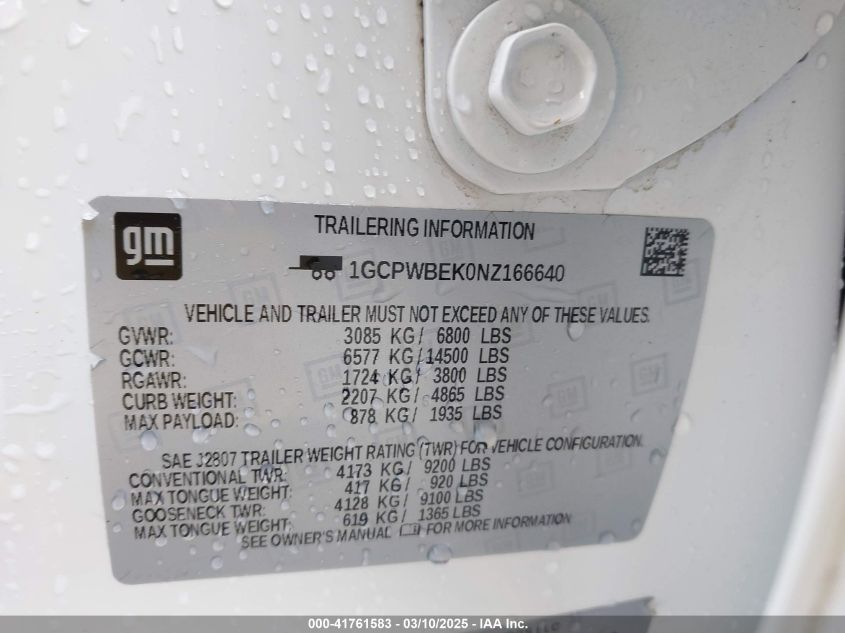 gm
TRAILERING INFORMATION
1GCPWBEK0NZ166640
VEHICLE AND TRAILER MUST NOT EXCEED ANY OF THESE VALUES.
GVWR: 3085 KG/ 6800 LBS
GCWR: 6577 KG/14500 LBS
RGAWR: 1724 KG/ 3800 LBS
CURB WEIGHT: 2207 KG/ 4865 LBS
MAX PAYLOAD: 878 KG/ 1935 LBS
SAE J2807 TRAILER WEIGHT RATING (TWR) FOR VEHICLE CONFIGURATION.
CONVENTIONAL TWR: 4173 KG/ 9200 LBS
MAX TONGUE WEIGHT: 417 KG/ 920 LBS
GOOSENECK TWR: 4128 KG/ 9100 LBS
MAX TONGUE WEIGHT: 619 KG/ 1365 LBS
SEE OWNER'S MANUAL FOR MORE INFORMATION
000-41761583 - 03/10/2025 - IAA Inc.